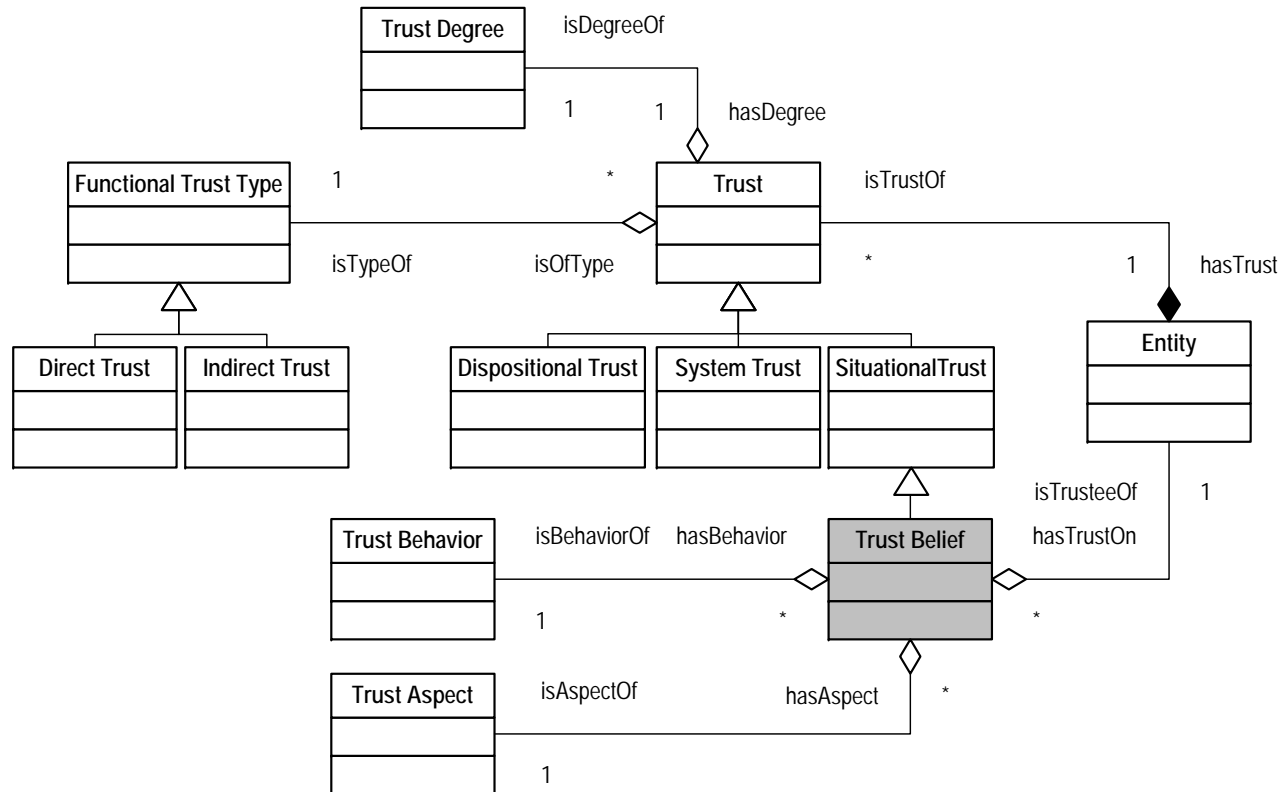 Trust Degree
isDegreeOf
1
1
hasDegree
Functional Trust Type
1
*
Trust
isTrustOf
isTypeOf
isOfType
*
1
hasTrust
Entity
Direct Trust
Indirect Trust
Dispositional Trust
System Trust
SituationalTrust
isTrusteeOf
1
Trust Behavior
isBehaviorOf
hasBehavior
Trust Belief
hasTrustOn
1
*
*
Trust Aspect
isAspectOf
hasAspect
*
1